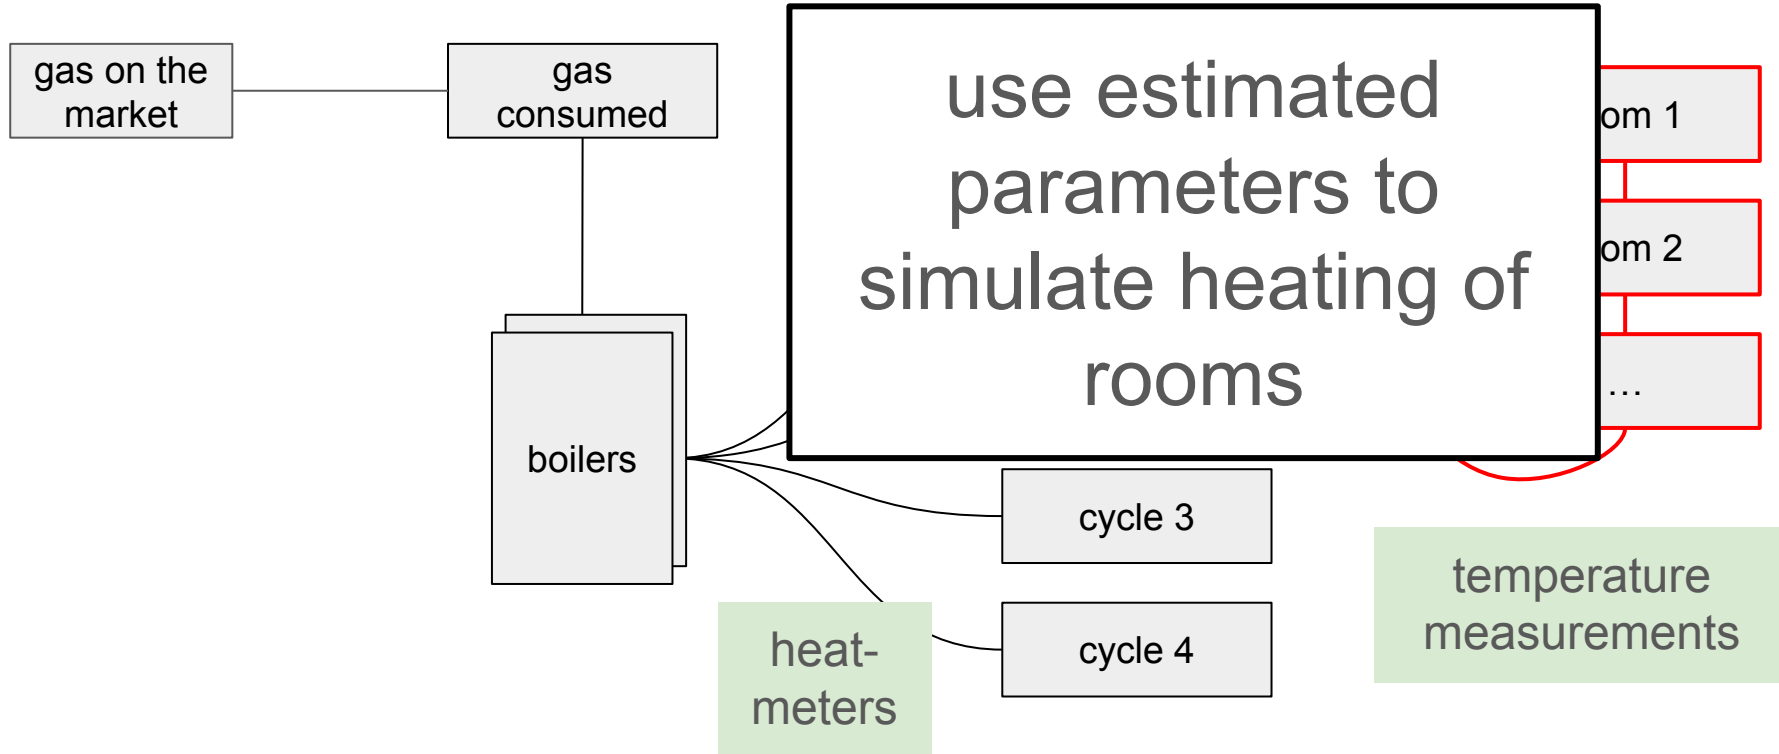 gas on the
market
gas
consumed
use estimated
parameters to
simulate heating of
rooms
om 1
om 2
...
boilers
cycle 3
cycle 4
heat-
meters
temperature
measurements